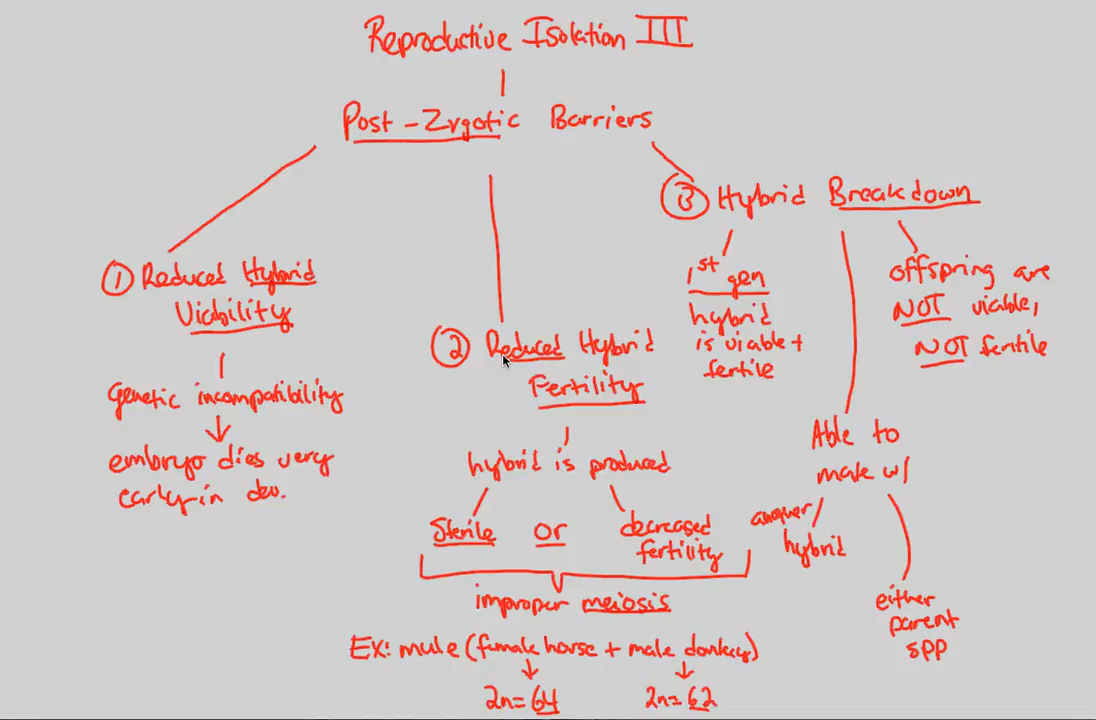 Reproductive Isolation III
Post-Zygotic Barriers
① Reduced Hybrid
Viability
Genetic incompatibility
embryo dies very
early in dev.
② Reduced Hybrid
Fertility
hybrid is produced
Sterile or decreased
fertility
improper meiosis
Ex: mule (female horse + male donkey)
2n=64 2n=62
③ Hybrid Breakdown
1st gen
hybrid
is viable +
fertile
Able to
mate w/
another
hybrid
either
parent
spp
offspring are
NOT viable,
NOT fertile